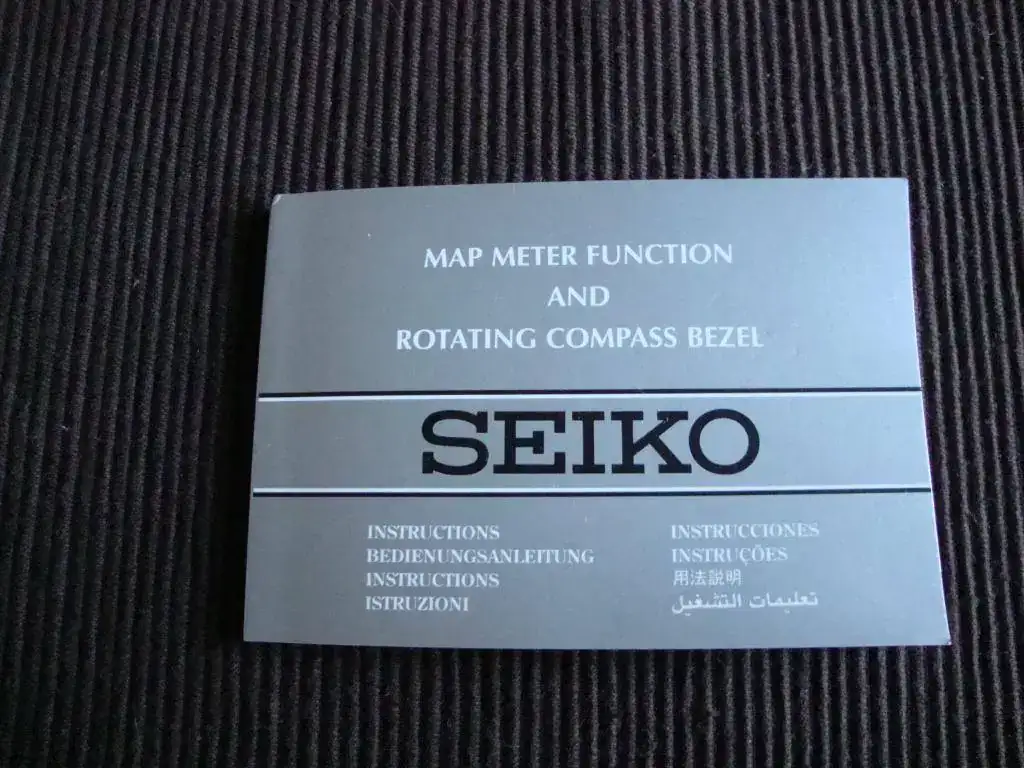 MAP METER FUNCTION
AND
ROTATING COMPASS BEZEL
SEIKO
INSTRUCTIONS
BEDIENUNGSANLEITUNG
INSTRUCTIONS
ISTRUZIONI
INSTRUCCIONES
INSTRUÇÕES
用法說明
تعليمات التشغيل